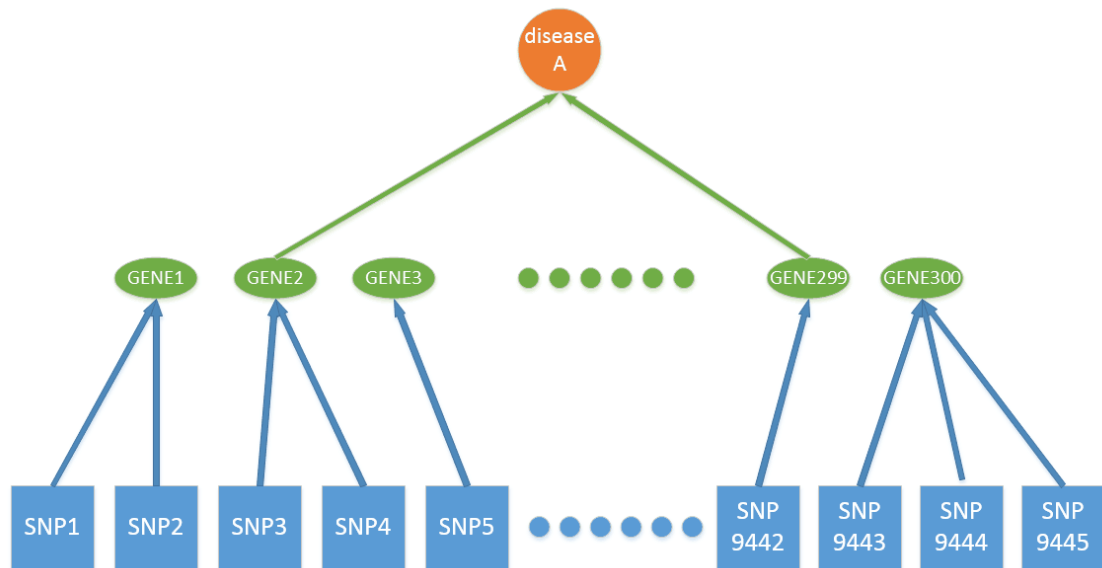 disease
A
GENE1
GENE2
GENE3
GENE299
GENE300
SNP1
SNP2
SNP3
SNP4
SNP5
SNP
9442
SNP
9443
SNP
9444
SNP
9445